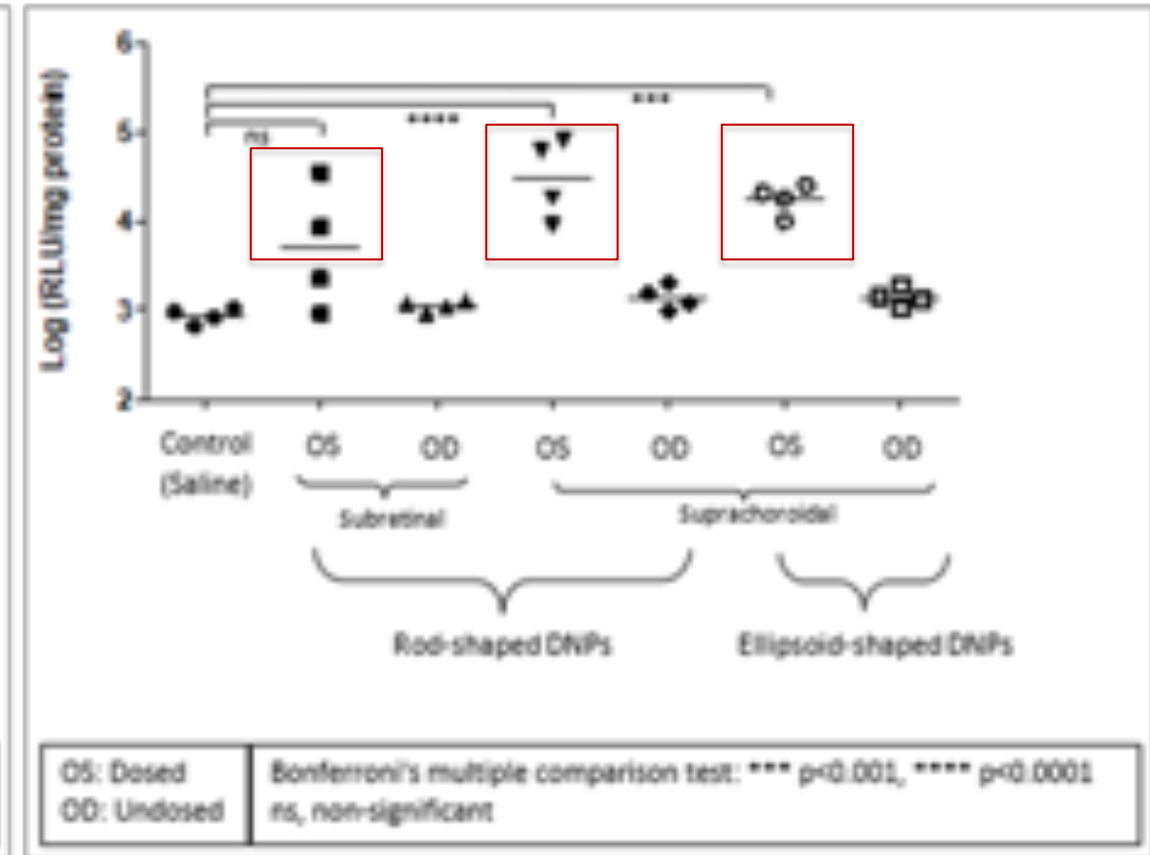 Log (RLU/mg protein)
6
5
4
3
2
ns
****
***
Control
(Saline)
OS
OD
OS
OD
OS
OD
Subretinal
Suprachoroidal
Rod-shaped DNPs
Ellipsoid-shaped DNPs
OS: Dosed
OD: Undosed
Bonferroni's multiple comparison test: *** p<0.001, **** p<0.0001
ns, non-significant